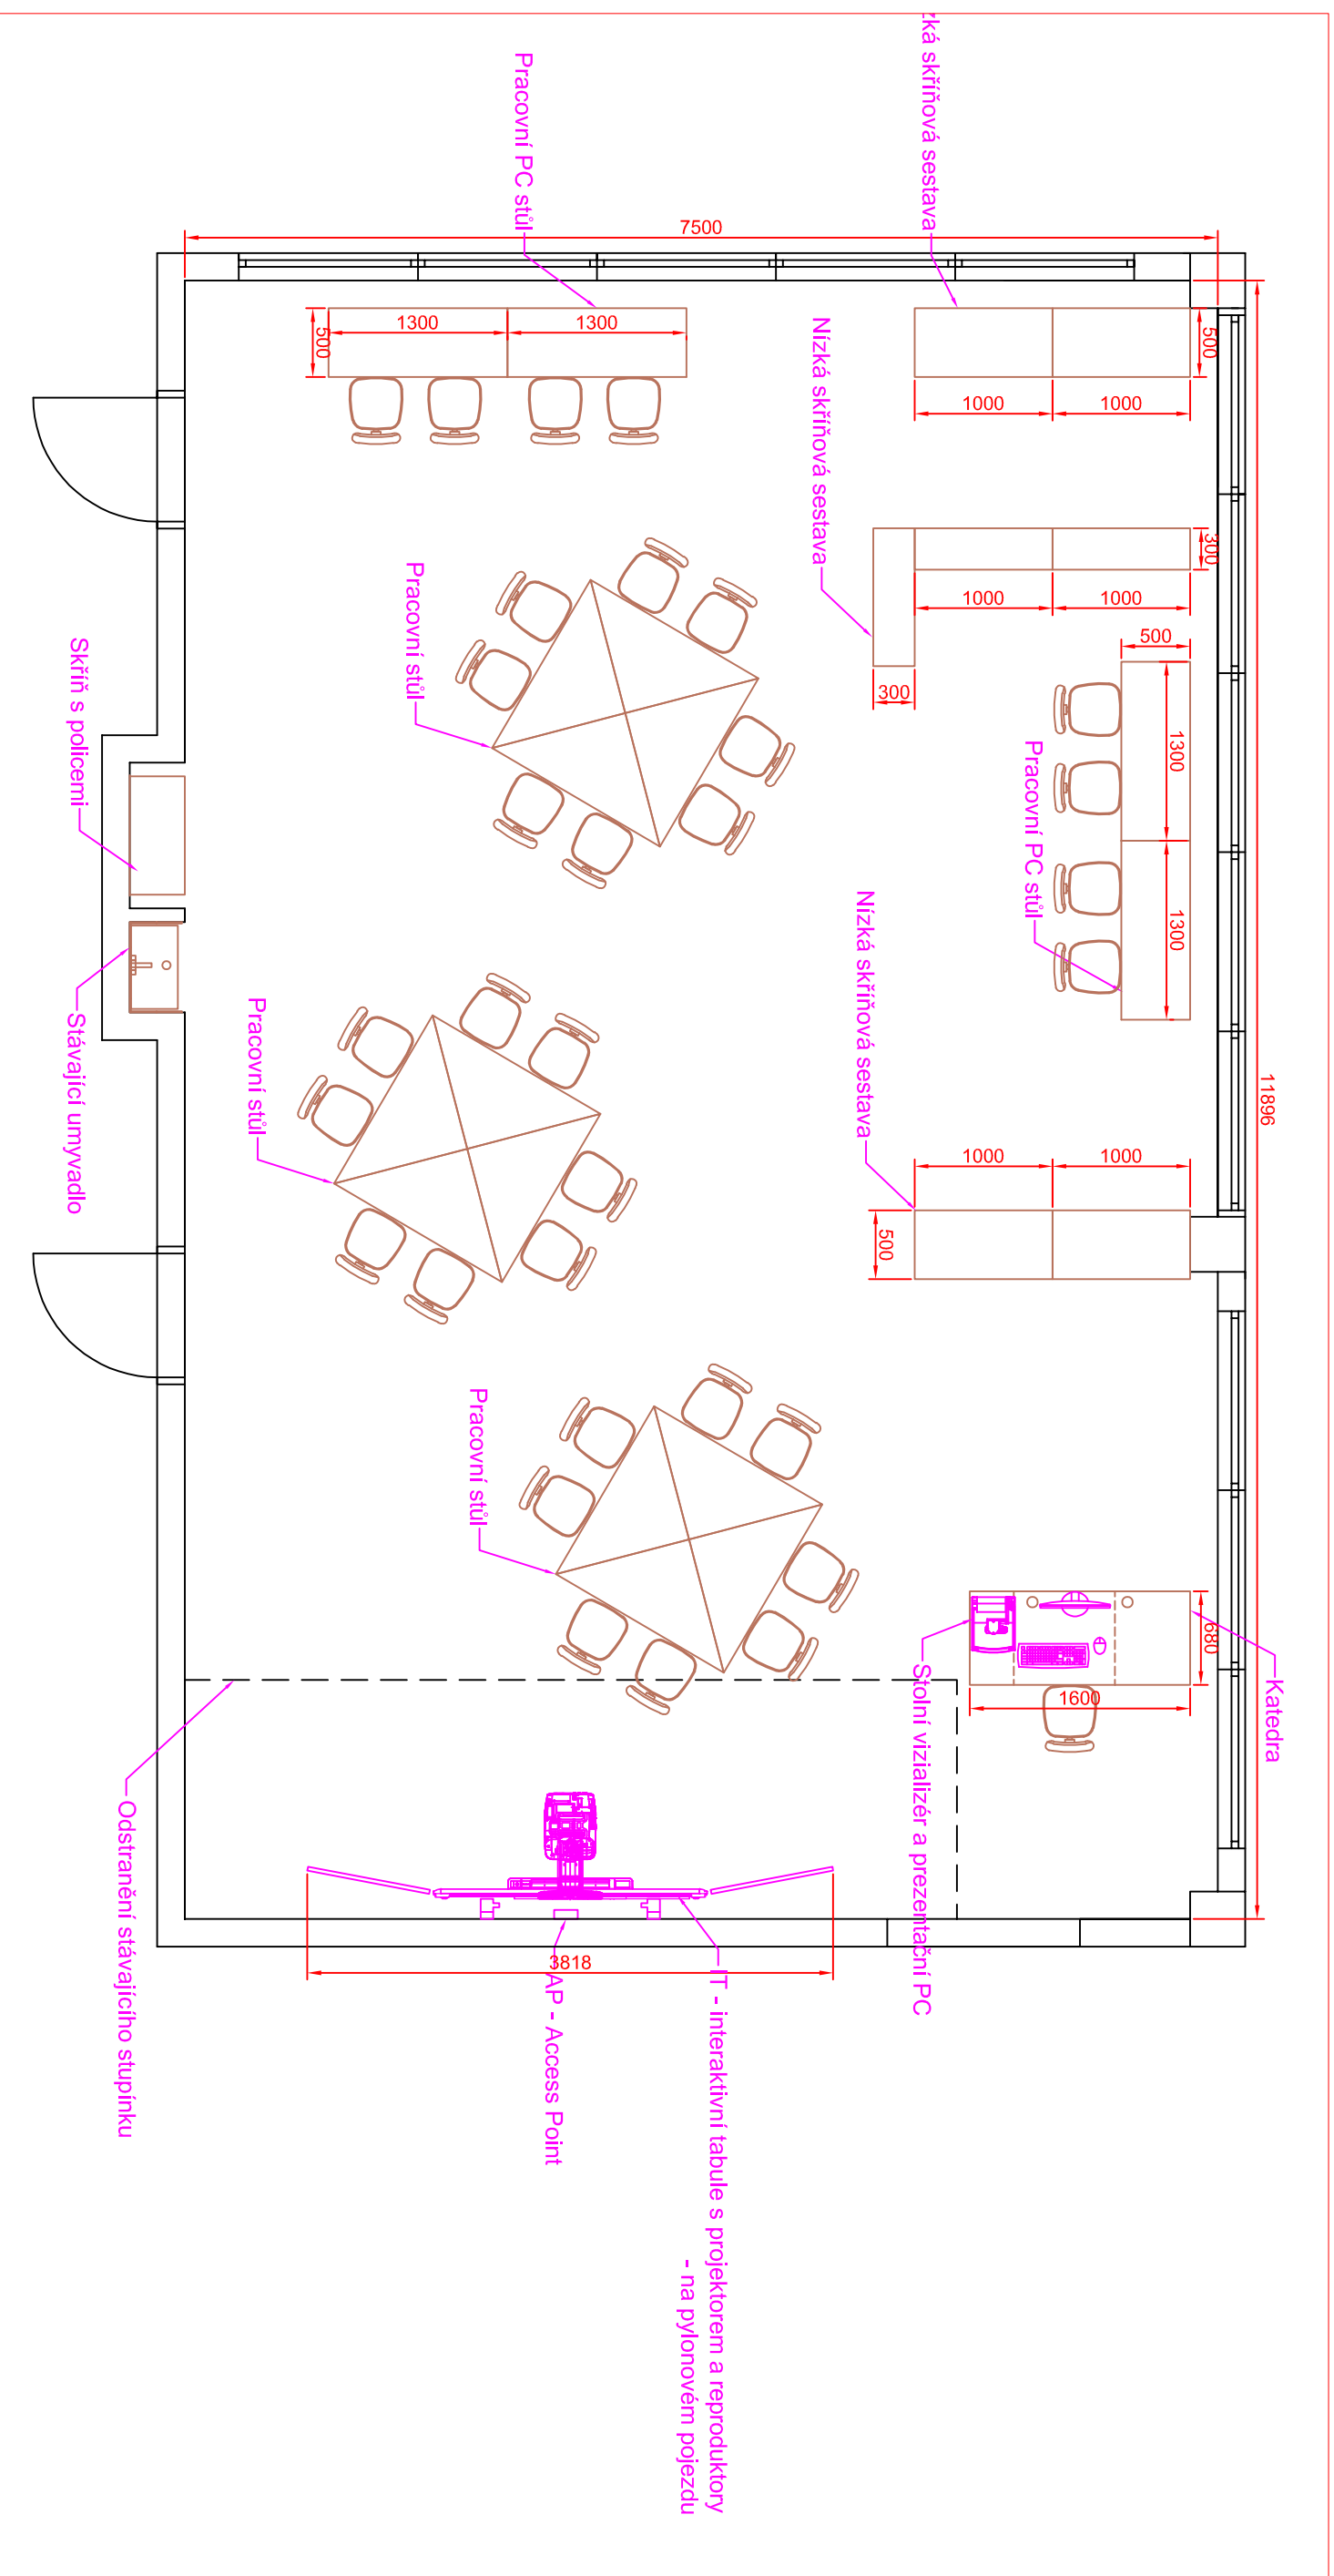 zká skříňová sestava
Pracovní PC stůl
7500
1300
1300
500
500
1000
1000
Nízká skříňová sestava
300
1000
1000
300
500
1300
1300
Pracovní PC stůl
Pracovní stůl
Skříň s policemi
Stávající umyvadlo
Pracovní stůl
Nízká skříňová sestava
11896
1000
1000
500
Pracovní stůl
680
1600
Katedra
Stolní vizializér a prezentační PC
Odstranění stávajícího stupínku
3818
AP - Access Point
IT - interaktivní tabule s projektorem a reproduktory
- na pylonovém pojezdu